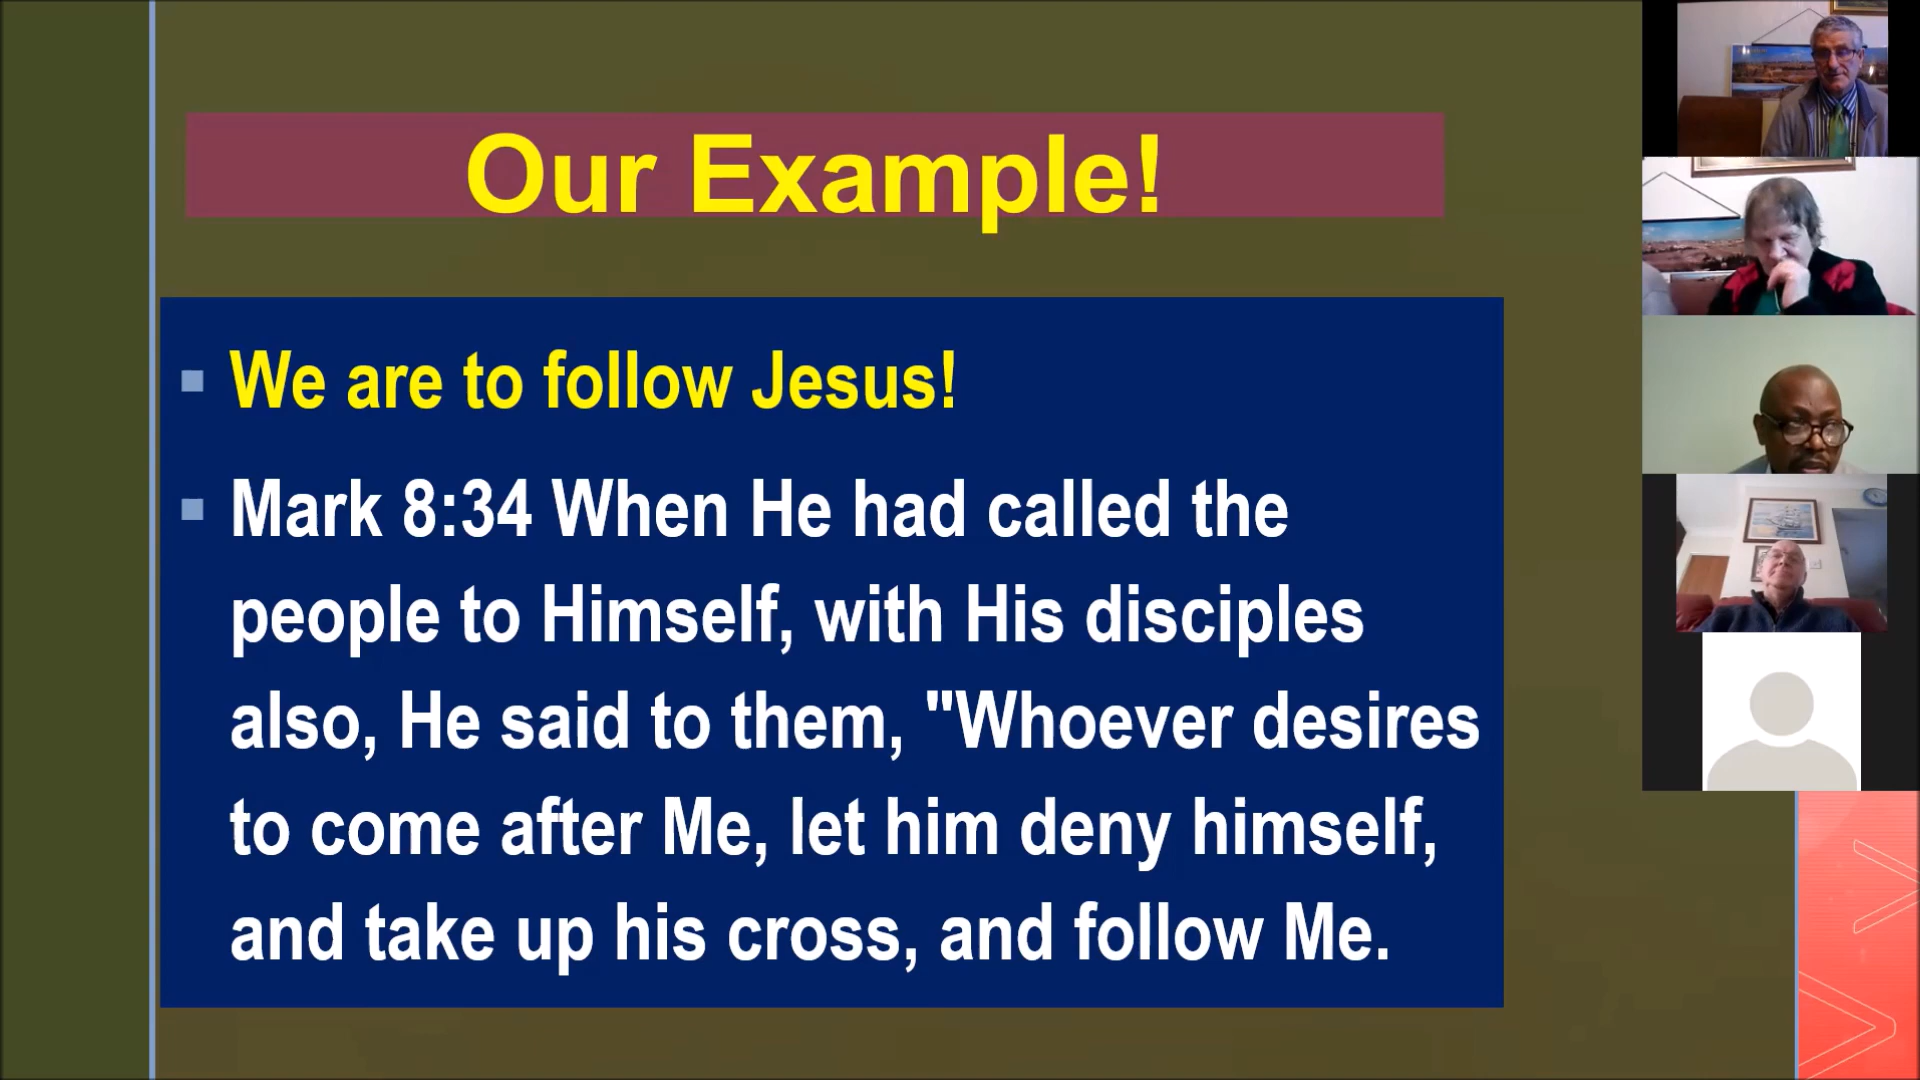 Our Example!
We are to follow Jesus!
Mark 8:34 When He had called the
people to Himself, with His disciples
also, He said to them, "Whoever desires
to come after Me, let him deny himself,
and take up his cross, and follow Me.